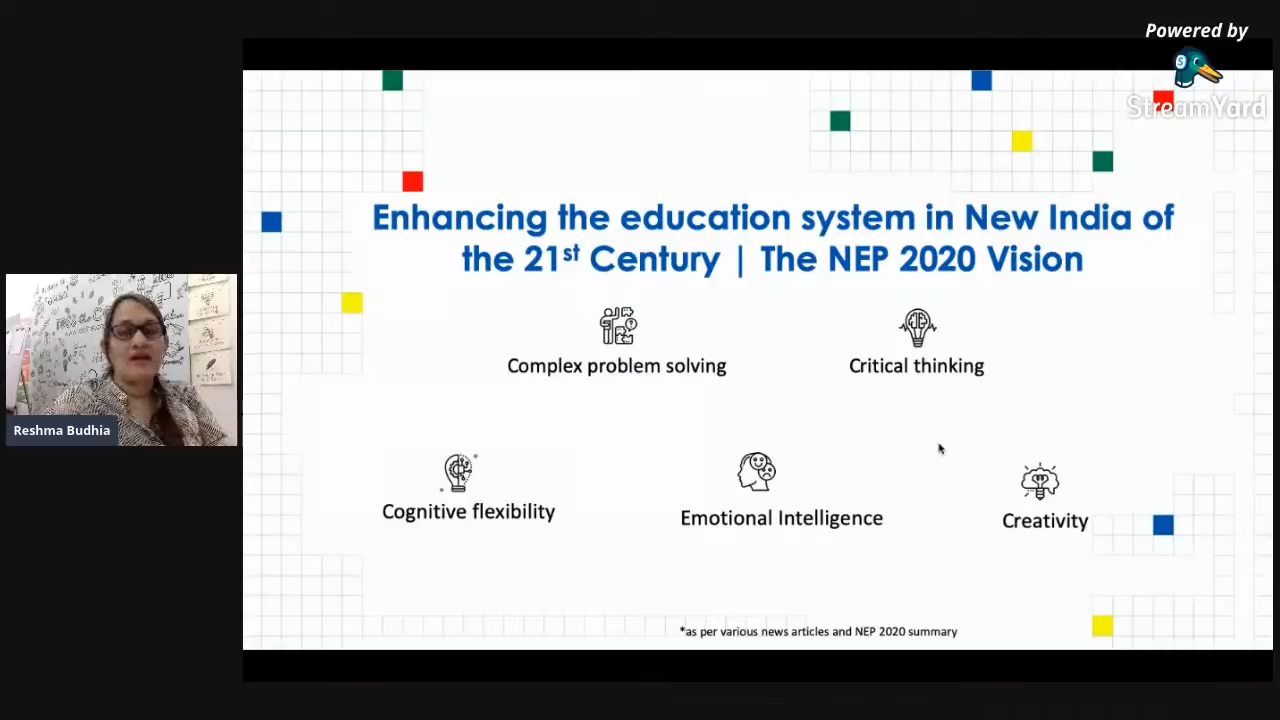 Powered by
StreamYard
Enhancing the education system in New India of
the 21st Century | The NEP 2020 Vision
Complex problem solving
Critical thinking
Cognitive flexibility
Emotional Intelligence
Creativity
*as per various news articles and NEP 2020 summary
Reshma Budhia